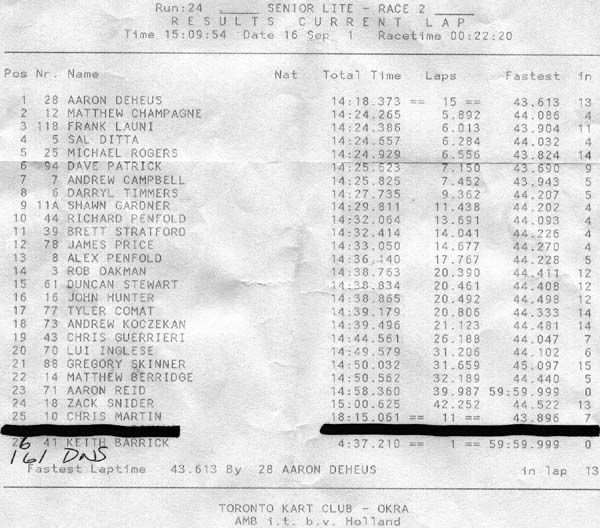 Run:24 SENIOR LITE - RACE 2
RESULTS CURRENT LAP
Time 15:09:54 Date 16 Sep 1 Racetime 00:22:20
Pos Nr. Name Nat Total Time Laps Fastest in
1 28 AARON DEHEUS 14:18.373 == 15 == 43.613 13
2 12 MATTHEW CHAMPAGNE 14:24.265 5.892 44.086 4
3 118 FRANK LAUNI 14:24.386 6.013 43.904 11
4 5 SAL DITTA 14:24.657 6.284 44.032 4
5 25 MICHAEL ROGERS 14:24.929 6.556 43.824 14
6 94 DAVE PATRICK 14:25.523 7.150 43.690 9
7 7 ANDREW CAMPBELL 14:25.825 7.452 43.943 5
8 6 DARRYL TIMMERS 14:27.735 9.362 44.207 5
9 11A SHAWN GARDNER 14:29.811 11.438 44.202 4
10 44 RICHARD PENFOLD 14:32.064 13.691 44.093 4
11 39 BRETT STRATFORD 14:32.414 14.041 44.226 4
12 78 JAMES PRICE 14:33.050 14.677 44.270 4
13 8 ALEX PENFOLD 14:36.140 17.767 44.228 5
14 3 ROB OAKMAN 14:38.763 20.390 44.411 12
15 61 DUNCAN STEWART 14:38.834 20.461 44.408 12
16 16 JOHN HUNTER 14:38.865 20.492 44.498 12
17 77 TYLER COMAT 14:39.179 20.806 44.333 14
18 73 ANDREW KOCZEKAN 14:39.496 21.123 44.481 14
19 43 CHRIS GUERRIERI 14:44.561 26.188 44.047 7
20 70 LUI INGLESE 14:49.579 31.206 44.102 6
21 88 GREGORY SKINNER 14:50.032 31.659 45.097 15
22 14 MATTHEW BERRIDGE 14:50.562 32.189 44.440 5
23 71 AARON REID 14:58.360 39.987 59:59.999 0
24 18 ZACK SNIDER 15:00.625 42.252 44.522 13
25 10 CHRIS MARTIN 18:15.061 == 11 == 43.896 7
26 41 KEITH BARRICK 4:37.210 == 1 == 59:59.999 0
161 DNS
Fastest Laptime 43.613 By 28 AARON DEHEUS in lap 13
TORONTO KART CLUB - OKRA
AMB i.t. b.v. Holland